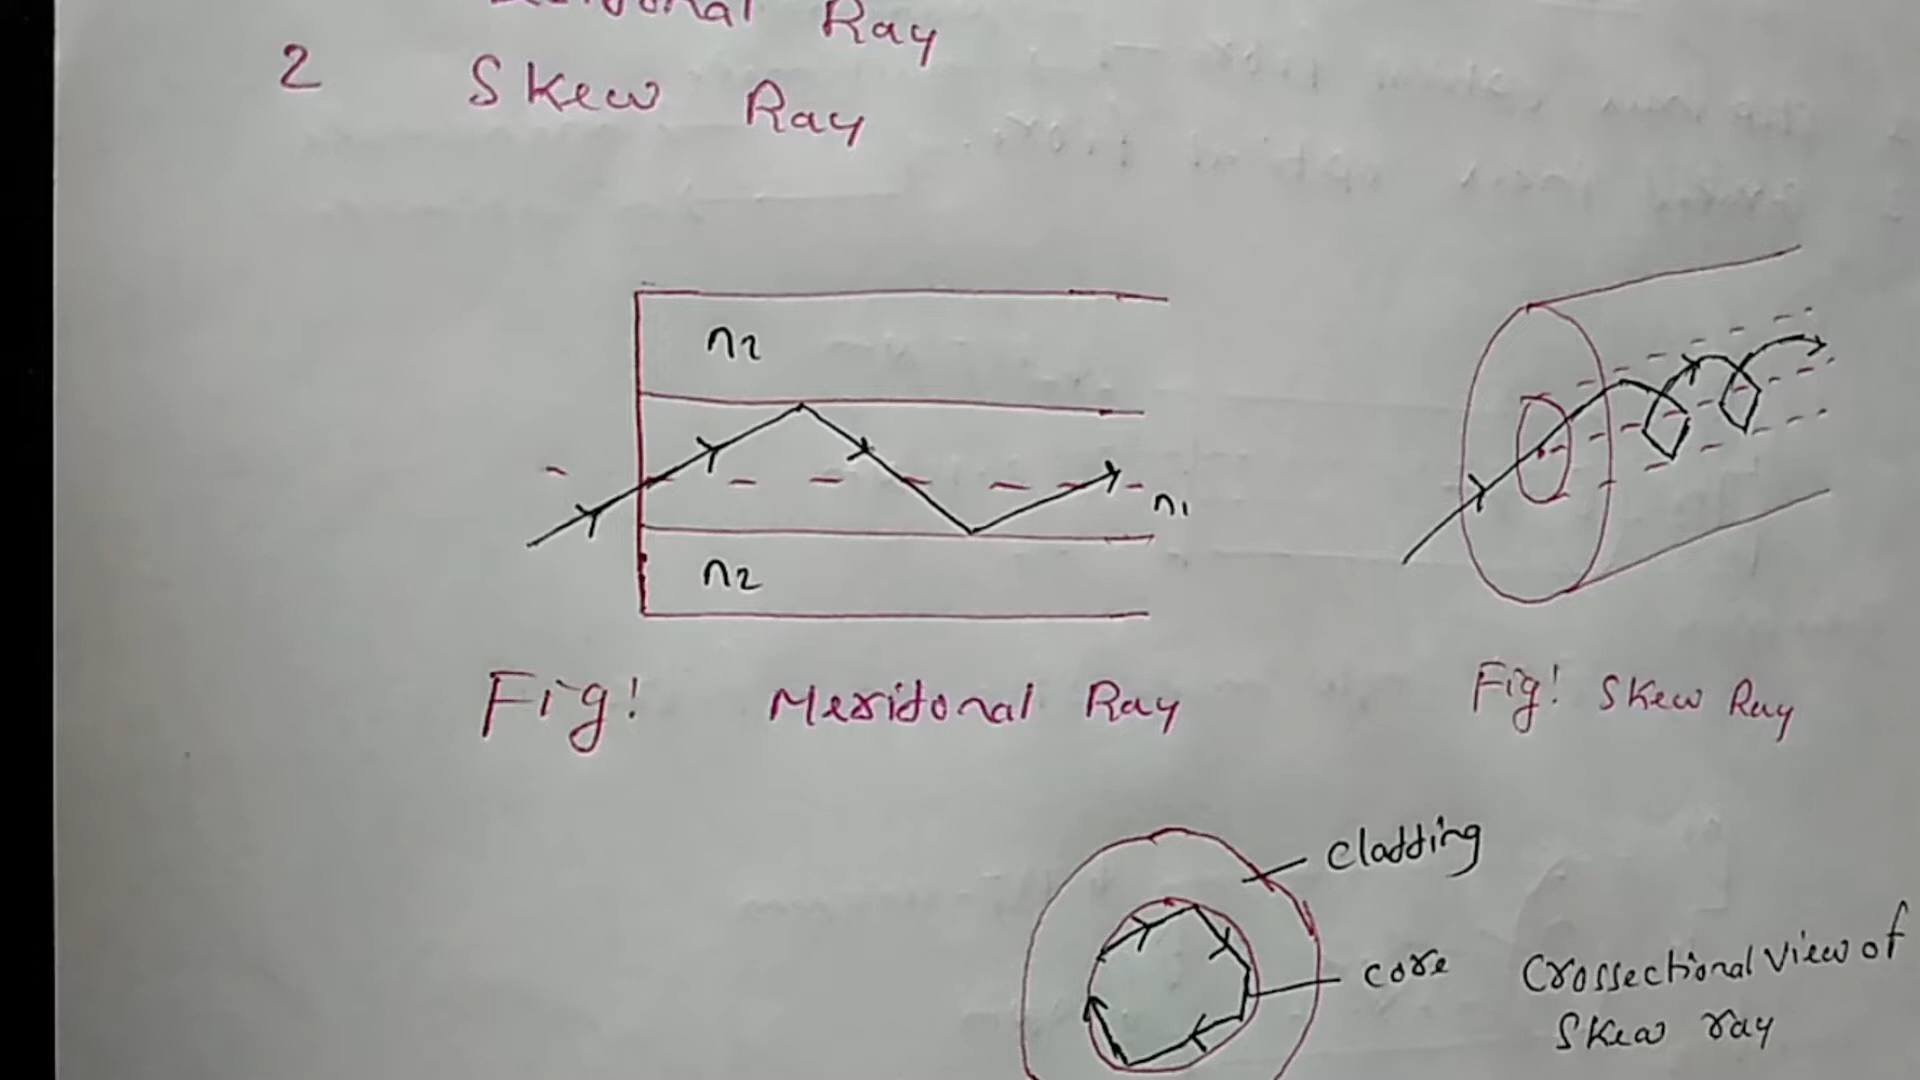 Ray
2 Skew Ray
n2
n1
n2
Fig! Meridonal Ray
Fig! Skew Ray
cladding
core
Crossectional view of
Skew ray